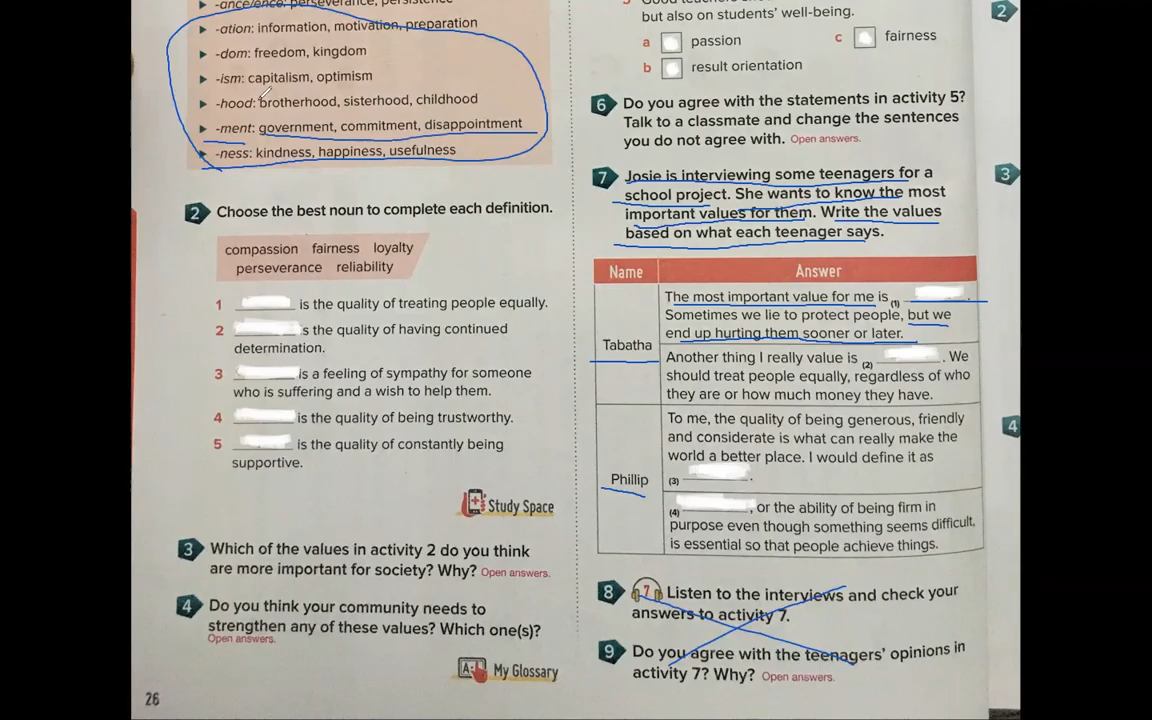 -ance/ence: perseverance, persistence
-ation: information, motivation, preparation
-dom: freedom, kingdom
-ism: capitalism, optimism
-hood: brotherhood, sisterhood, childhood
-ment: government, commitment, disappointment
-ness: kindness, happiness, usefulness
2 Choose the best noun to complete each definition.
compassion fairness loyalty
perseverance reliability
1 is the quality of treating people equally.
2 s the quality of having continued
determination.
3 is a feeling of sympathy for someone
who is suffering and a wish to help them.
4 is the quality of being trustworthy.
5 is the quality of constantly being
supportive.
Study Space
3 Which of the values in activity 2 do you think
are more important for society? Why? Open answers.
4 Do you think your community needs to
strengthen any of these values? Which one(s)?
Open answers.
A: My Glossary
26
but also on students' well-being.
a passion
c fairness
b result orientation
6 Do you agree with the statements in activity 5?
Talk to a classmate and change the sentences
you do not agree with. Open answers.
7 Josie is interviewing some teenagers for a
school project. She wants to know the most
important values for them. Write the values
based on what each teenager says.
Name Answer
Tabatha
The most important value for me is (1) .
Sometimes we lie to protect people, but we
end up hurting them sooner or later.
Another thing I really value is (2) . We
should treat people equally, regardless of who
they are or how much money they have.
Phillip
To me, the quality of being generous, friendly
and considerate is what can really make the
world a better place. I would define it as
(3) .
(4) , or the ability of being firm in
purpose even though something seems difficult,
is essential so that people achieve things.
8 7 Listen to the interviews and check your
answers to activity 7.
9 Do you agree with the teenagers' opinions in
activity 7? Why? Open answers.
2
3
4